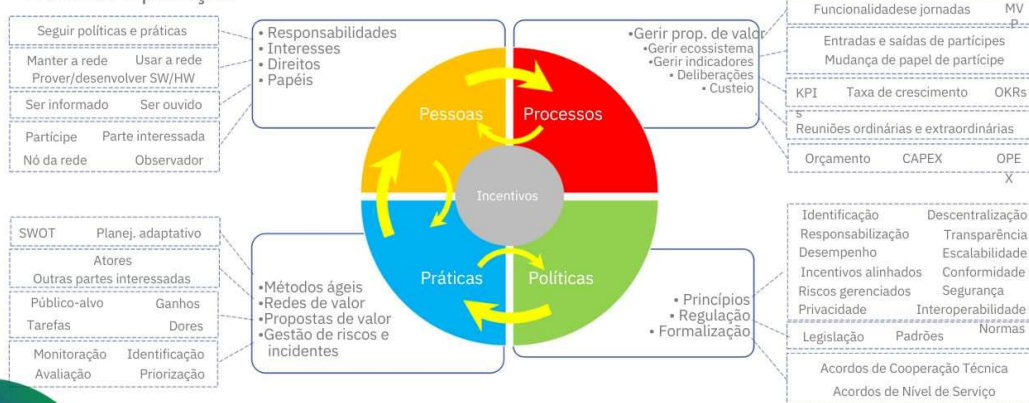 Seguir políticas e práticas
Manter a rede Usar a rede
Prover/desenvolver SW/HW
Ser informado Ser ouvido
Partícipe Parte interessada
Nó da rede Observador
• Responsabilidades
• Interesses
• Direitos
• Papéis
•Gerir prop. de valor
•Gerir ecossistema
•Gerir indicadores
• Deliberações
• Custeio
Funcionalidadese jornadas MV
P
Entradas e saídas de partícipes
Mudança de papel de partícipe
KPI Taxa de crescimento OKRs
s
Reuniões ordinárias e extraordinárias
Orçamento CAPEX OPE
X
Pessoas Processos
Incentivos
Práticas Políticas
SWOT Planej. adaptativo
Atores
Outras partes interessadas
Público-alvo Ganhos
Tarefas Dores
Monitoração Identificação
Avaliação Priorização
•Métodos ágeis
•Redes de valor
•Propostas de valor
•Gestão de riscos e
incidentes
• Princípios
• Regulação
• Formalização
Identificação Descentralização
Responsabilização Transparência
Desempenho Escalabilidade
Incentivos alinhados Conformidade
Riscos gerenciados Segurança
Privacidade Interoperabilidade
Legislação Padrões Normas
Acordos de Cooperação Técnica
Acordos de Nível de Serviço